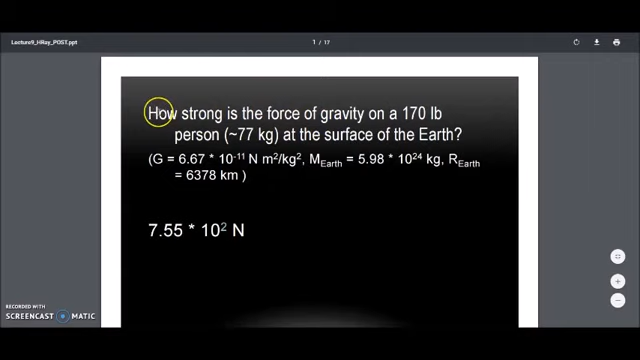 Lecture9_HRay_POST.ppt
1 / 17
How strong is the force of gravity on a 170 lb
person (~77 kg) at the surface of the Earth?
(G = 6.67 * 10⁻¹¹ N m²/kg², M_Earth = 5.98 * 10²⁴ kg, R_Earth
= 6378 km )
7.55 * 10² N
RECORDED WITH
SCREENCAST MATIC